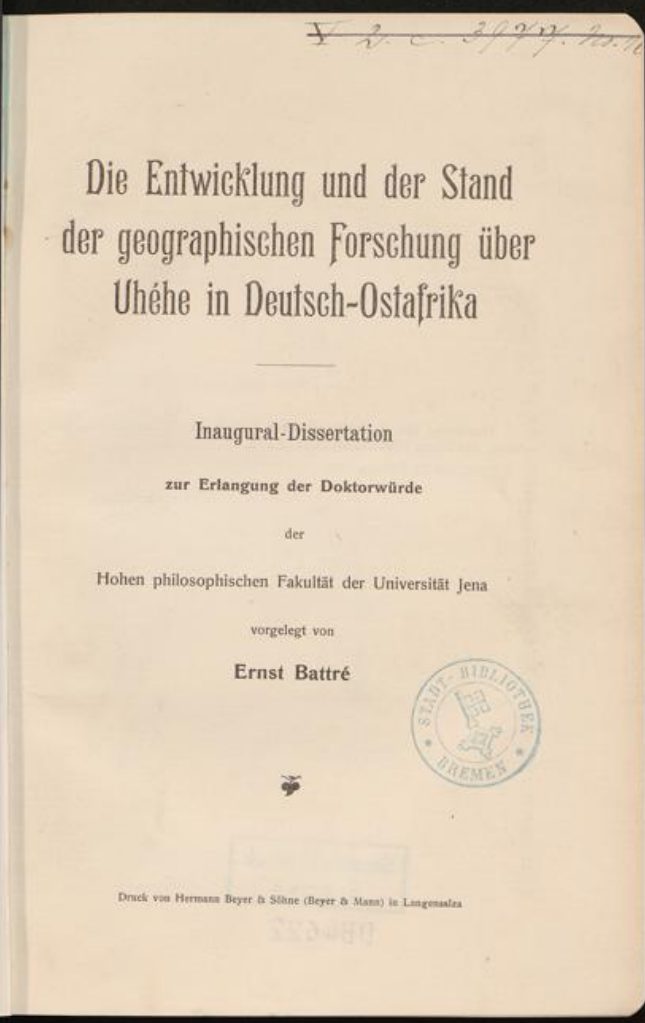 Die Entwicklung und der Stand
der geographischen Forschung über
Uhéhe in Deutsch-Ostafrika
Inaugural-Dissertation
zur Erlangung der Doktorwürde
der
Hohen philosophischen Fakultät der Universität Jena
vorgelegt von
Ernst Battré
STADT-BIBLIOTHEK
BREMEN
Druck von Hermann Beyer & Söhne (Beyer & Mann) in Langensalza